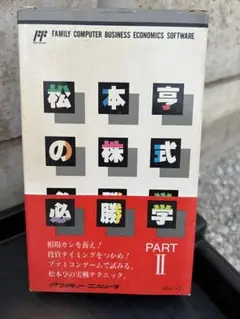 FAMILY COMPUTER BUSINESS ECONOMICS SOFTWARE
松本亨
の株式
必勝学
PART
II
相場カンを養え!
投資タイミングをつかめ!
ファミコンゲームで試みる、
松本亨の実戦テクニック。